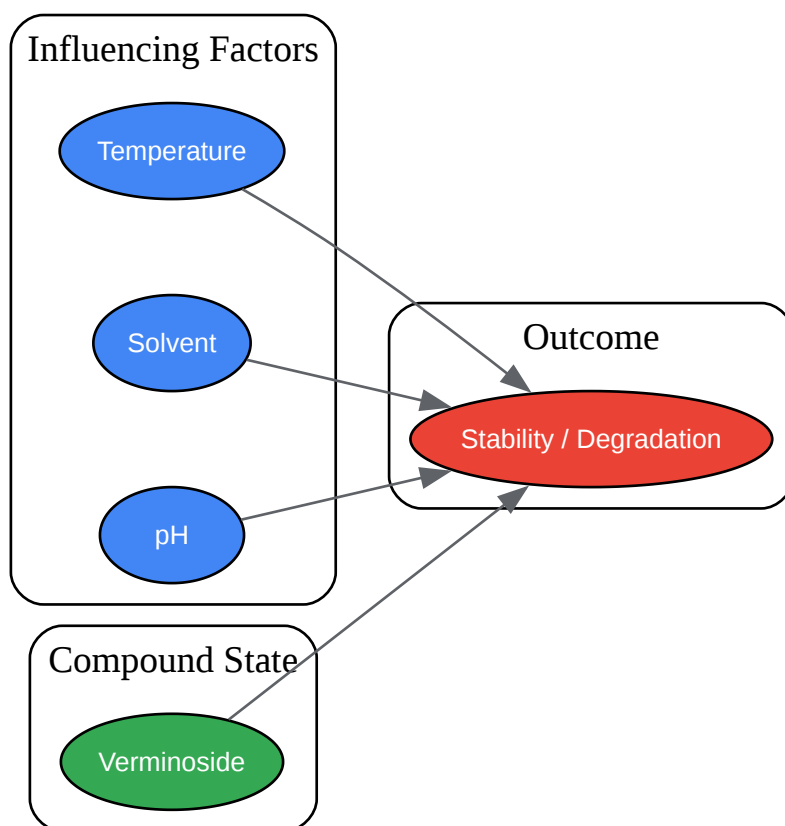 Influencing Factors
Temperature
Solvent
pH
Outcome
Stability / Degradation
Compound State
Verminoside